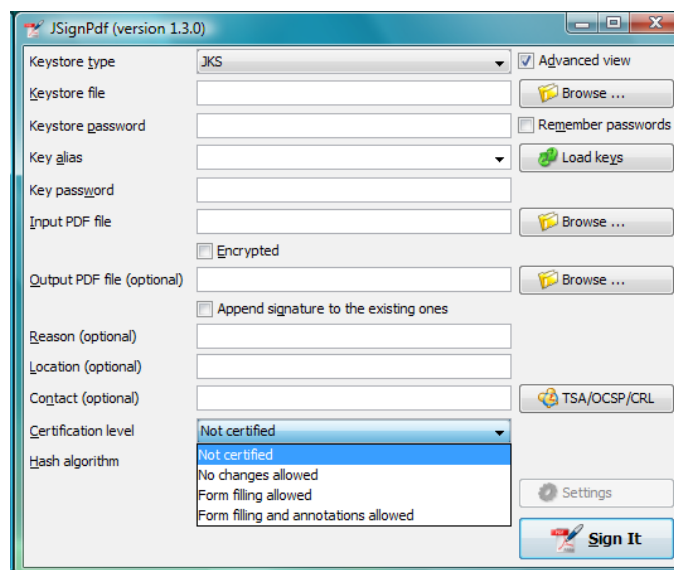 JSignPdf (version 1.3.0)
Keystore type JKS Advanced view
Keystore file Browse ...
Keystore password Remember passwords
Key alias Load keys
Key password
Input PDF file Browse ...
Encrypted
Output PDF file (optional) Browse ...
Append signature to the existing ones
Reason (optional)
Location (optional)
Contact (optional) TSA/OCSP/CRL
Certification level Not certified
Hash algorithm Not certified
No changes allowed
Form filling allowed Settings
Form filling and annotations allowed
Sign It